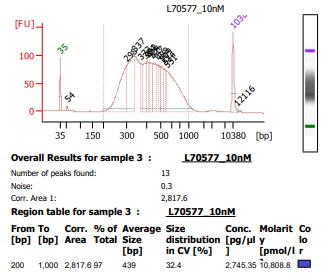 L70577_10nM
[FU]
35
54
12116
100
50
0
35 150 300 500 1000 10380 [bp]
[bp]
Overall Results for sample 3 : L70577_10nM
Number of peaks found: 13
Noise: 0.3
Corr. Area 1: 2,817.6
Region table for sample 3 : L70577_10nM
From [bp] To [bp] Corr. Area % of Total Average Size Size distribution in CV [%] Conc. [pg/µl] Molarity [pmol/l Color
200 1,000 2,817.6 97 439 32.4 2,745.35 10,808.8